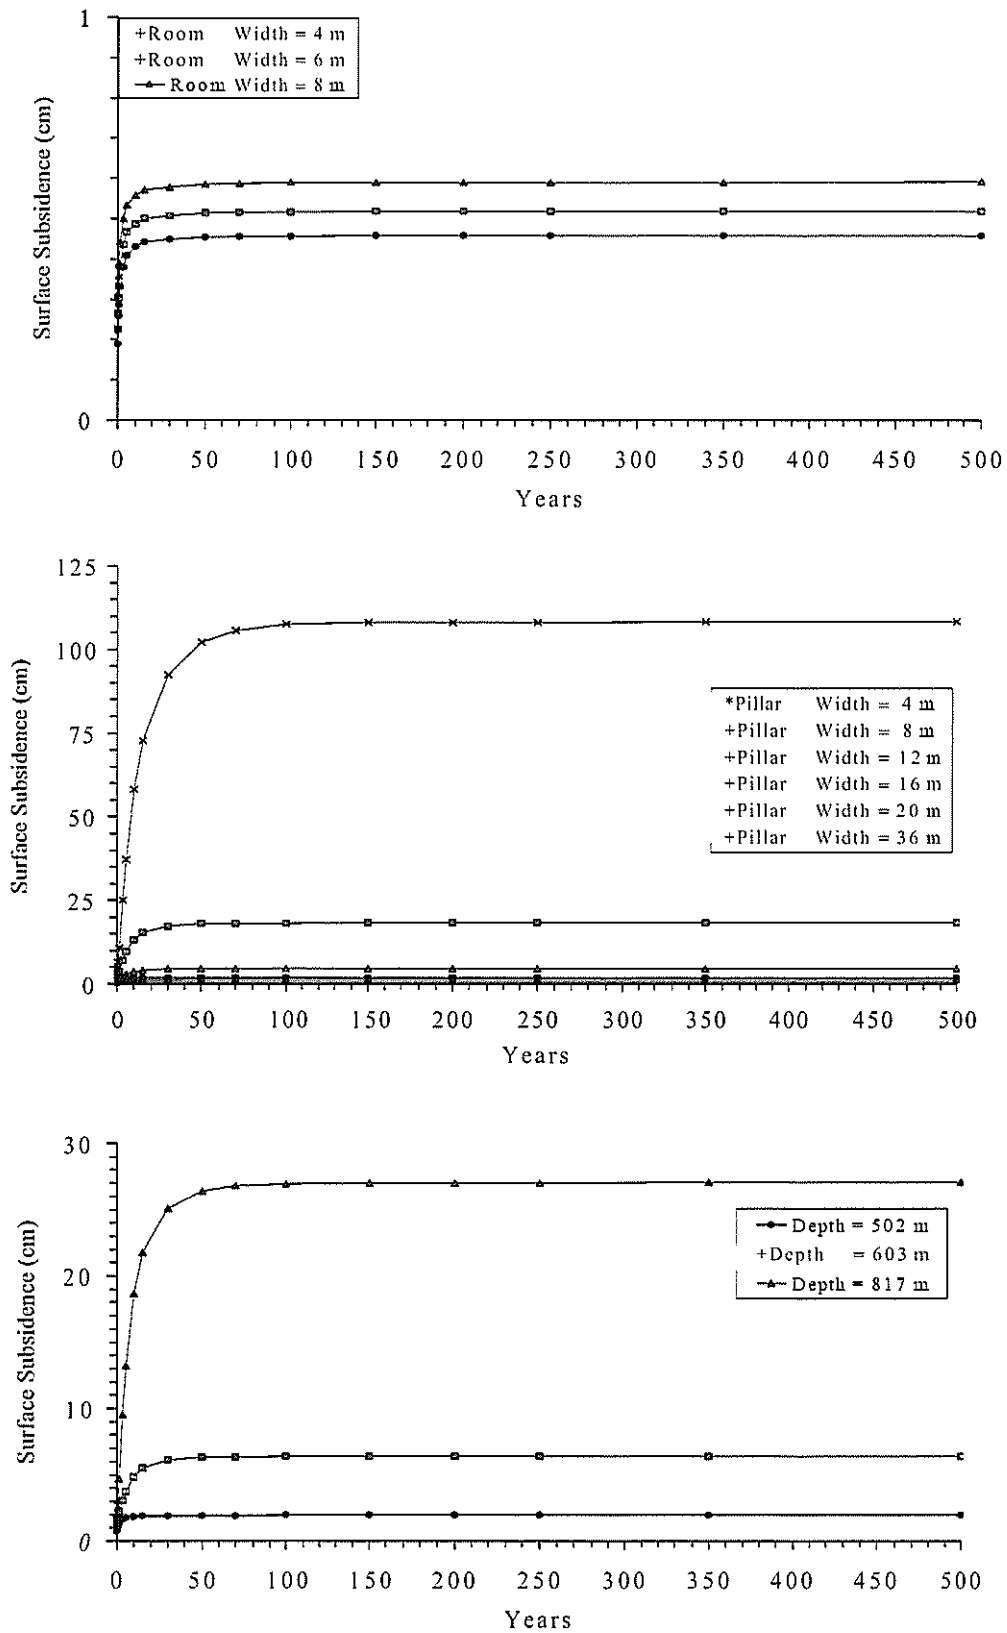 1
+Room Width = 4 m
+Room Width = 6 m
Room Width = 8 m
Surface Subsidence (cm)
0
0 50 100 150 200 250 300 350 400 450 500
Years
125
100
75
50
25
0
Surface Subsidence (cm)
*Pillar Width = 4 m
+Pillar Width = 8 m
+Pillar Width = 12 m
+Pillar Width = 16 m
+Pillar Width = 20 m
+Pillar Width = 36 m
0 50 100 150 200 250 300 350 400 450 500
Years
30
20
10
0
Surface Subsidence (cm)
Depth = 502 m
+Depth = 603 m
Depth = 817 m
0 50 100 150 200 250 300 350 400 450 500
Years